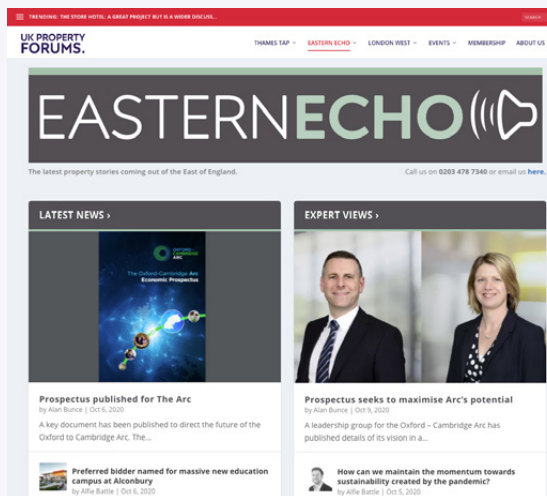 TRENDING: THE STORE HOTEL: A GREAT PROJECT BUT IS A WIDER DISCUSS...
SEARCH
UK PROPERTY
FORUMS.
THAMES TAP
EASTERN ECHO
LONDON WEST
EVENTS
MEMBERSHIP
ABOUT US
EASTERNECHO
The latest property stories coming out of the East of England.
Call us on 0203 478 7340 or email us here.
LATEST NEWS ›
OXFORD–
CAMBRIDGE
ARC
The Oxford-Cambridge Arc
Economic Prospectus
Prospectus published for The Arc
by Alan Bunce | Oct 6, 2020
A key document has been published to direct the future of the
Oxford to Cambridge Arc. The...
Preferred bidder named for massive new education
campus at Alconbury
by Alfie Battle | Oct 6, 2020
EXPERT VIEWS ›
Prospectus seeks to maximise Arc's potential
by Alan Bunce | Oct 9, 2020
A leadership group for the Oxford – Cambridge Arc has
published details of its vision in a...
How can we maintain the momentum towards
sustainability created by the pandemic?
by Alfie Battle | Oct 5, 2020